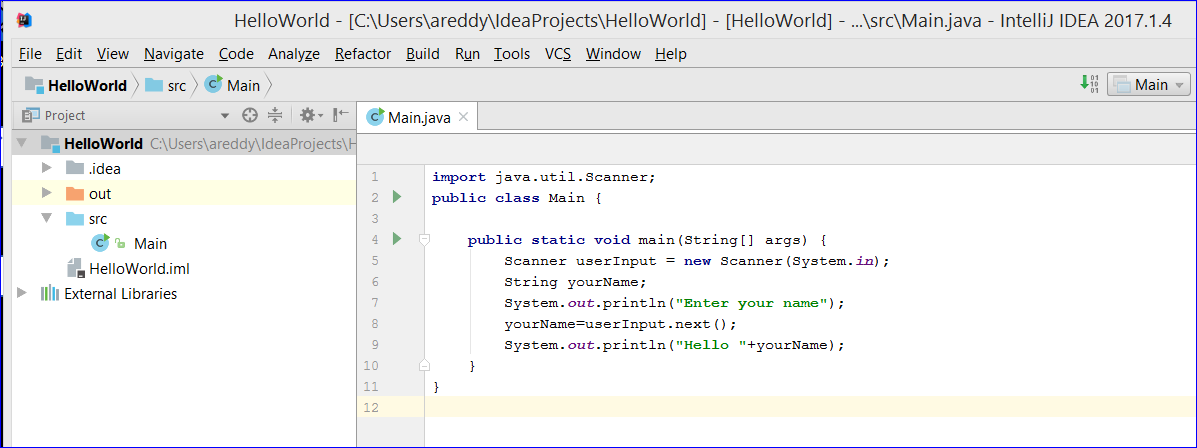 HelloWorld - [C:\Users\areddy\IdeaProjects\HelloWorld] - [HelloWorld] - ...\src\Main.java - IntelliJ IDEA 2017.1.4
File Edit View Navigate Code Analyze Refactor Build Run Tools VCS Window Help
HelloWorld src Main Main
Project
Main.java
HelloWorld C:\Users\areddy\IdeaProjects\H
.idea
out
src
Main
HelloWorld.iml
External Libraries
1 import java.util.Scanner;
2 public class Main {
3
4 public static void main(String[] args) {
5 Scanner userInput = new Scanner(System.in);
6 String yourName;
7 System.out.println("Enter your name");
8 yourName=userInput.next();
9 System.out.println("Hello "+yourName);
10 }
11 }
12